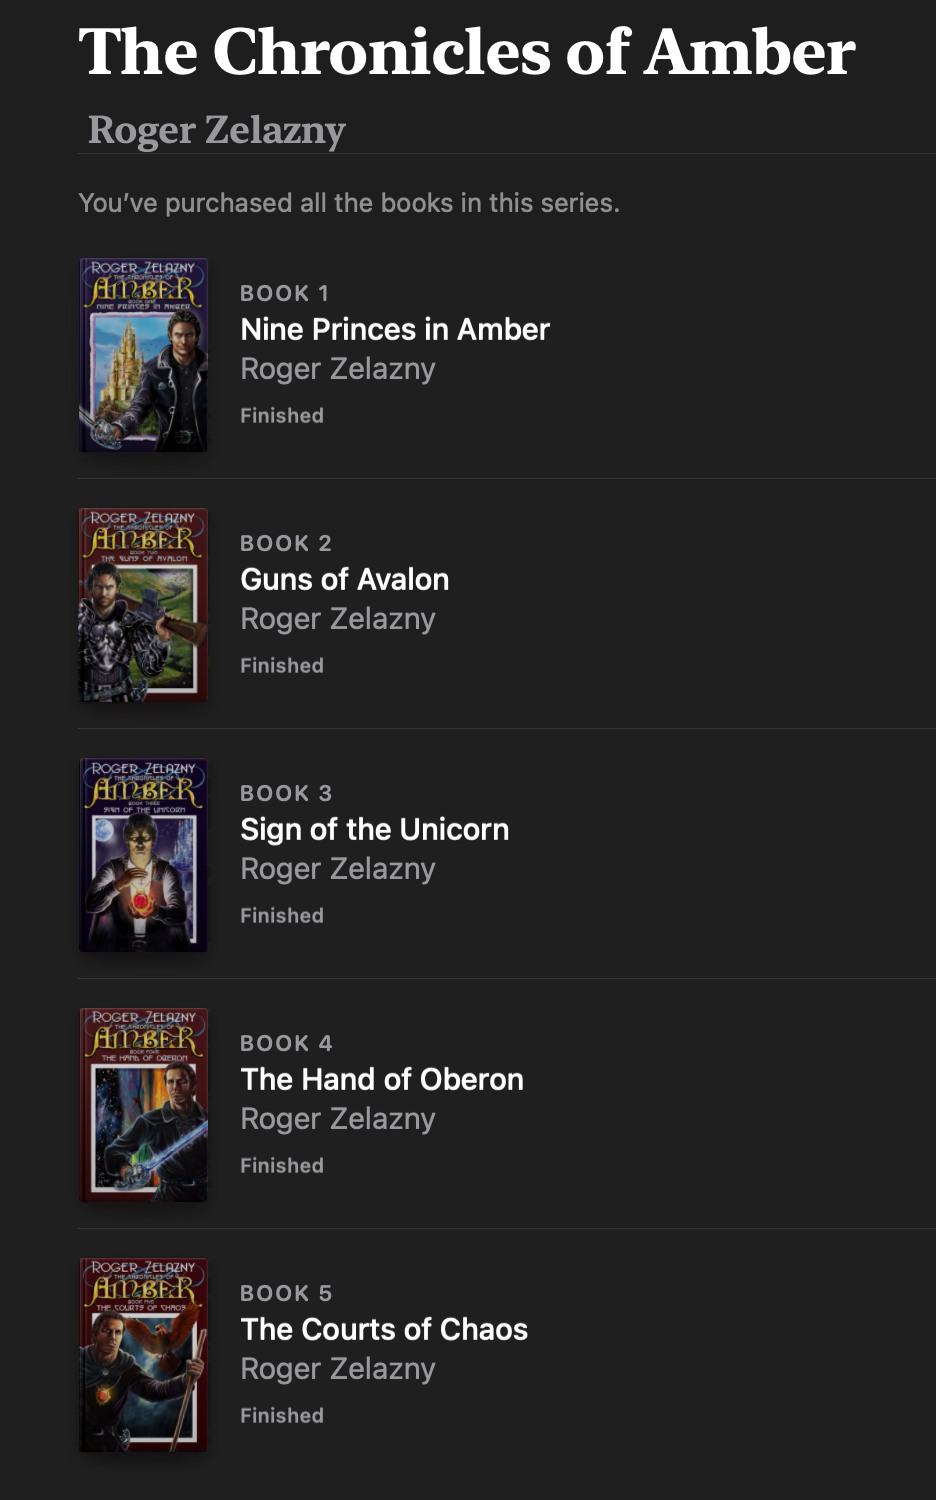 The Chronicles of Amber
Roger Zelazny
You’ve purchased all the books in this series.
ROGER ZELAZNY
THE CHRONICLES OF
AMBER
BOOK ONE
NINE PRINCES IN AMBER
BOOK 1
Nine Princes in Amber
Roger Zelazny
Finished
ROGER ZELAZNY
THE CHRONICLES OF
AMBER
BOOK TWO
THE GUNS OF AVALON
BOOK 2
Guns of Avalon
Roger Zelazny
Finished
ROGER ZELAZNY
THE CHRONICLES OF
AMBER
BOOK THREE
SIGN OF THE UNICORN
BOOK 3
Sign of the Unicorn
Roger Zelazny
Finished
ROGER ZELAZNY
THE CHRONICLES OF
AMBER
BOOK FOUR
THE HAND OF OBERON
BOOK 4
The Hand of Oberon
Roger Zelazny
Finished
ROGER ZELAZNY
THE CHRONICLES OF
AMBER
BOOK FIVE
THE COURTS OF CHAOS
BOOK 5
The Courts of Chaos
Roger Zelazny
Finished